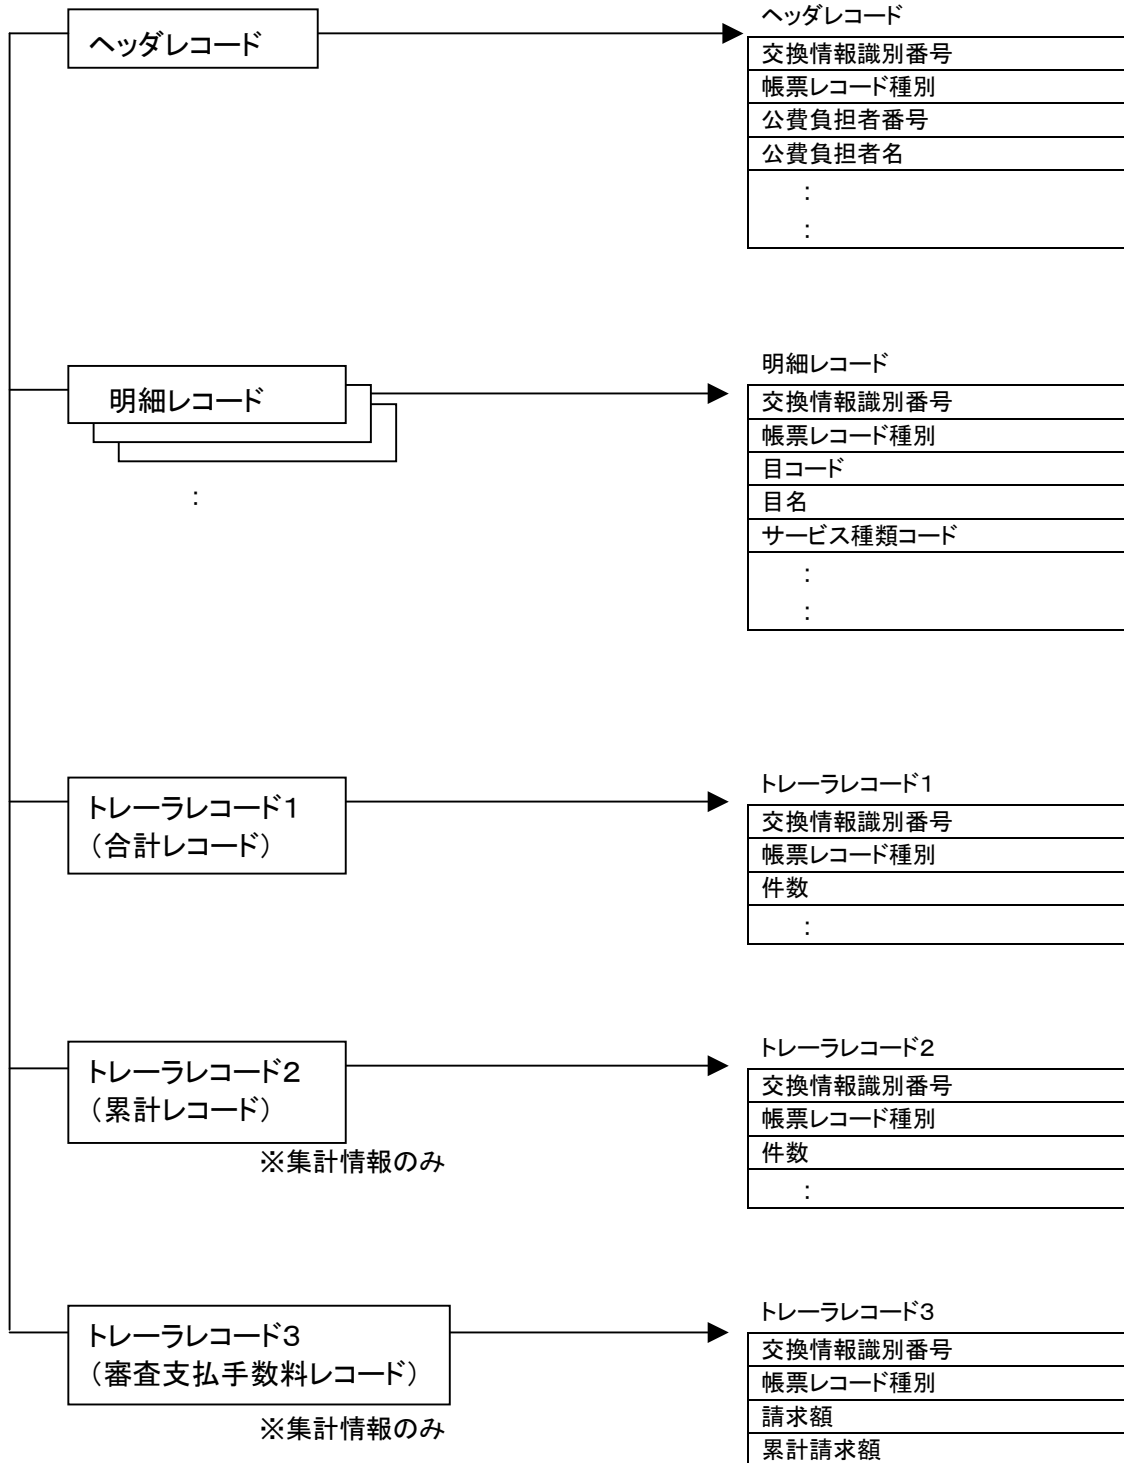 ヘッダレコード
ヘッダレコード
交換情報識別番号
帳票レコード種別
公費負担者番号
公費負担者名
：
：
明細レコード
：
明細レコード
交換情報識別番号
帳票レコード種別
目コード
目名
サービス種類コード
：
：
トレーラレコード１
（合計レコード）
トレーラレコード１
交換情報識別番号
帳票レコード種別
件数
：
トレーラレコード２
（累計レコード）
※集計情報のみ
トレーラレコード２
交換情報識別番号
帳票レコード種別
件数
：
トレーラレコード３
（審査支払手数料レコード）
※集計情報のみ
トレーラレコード３
交換情報識別番号
帳票レコード種別
請求額
累計請求額